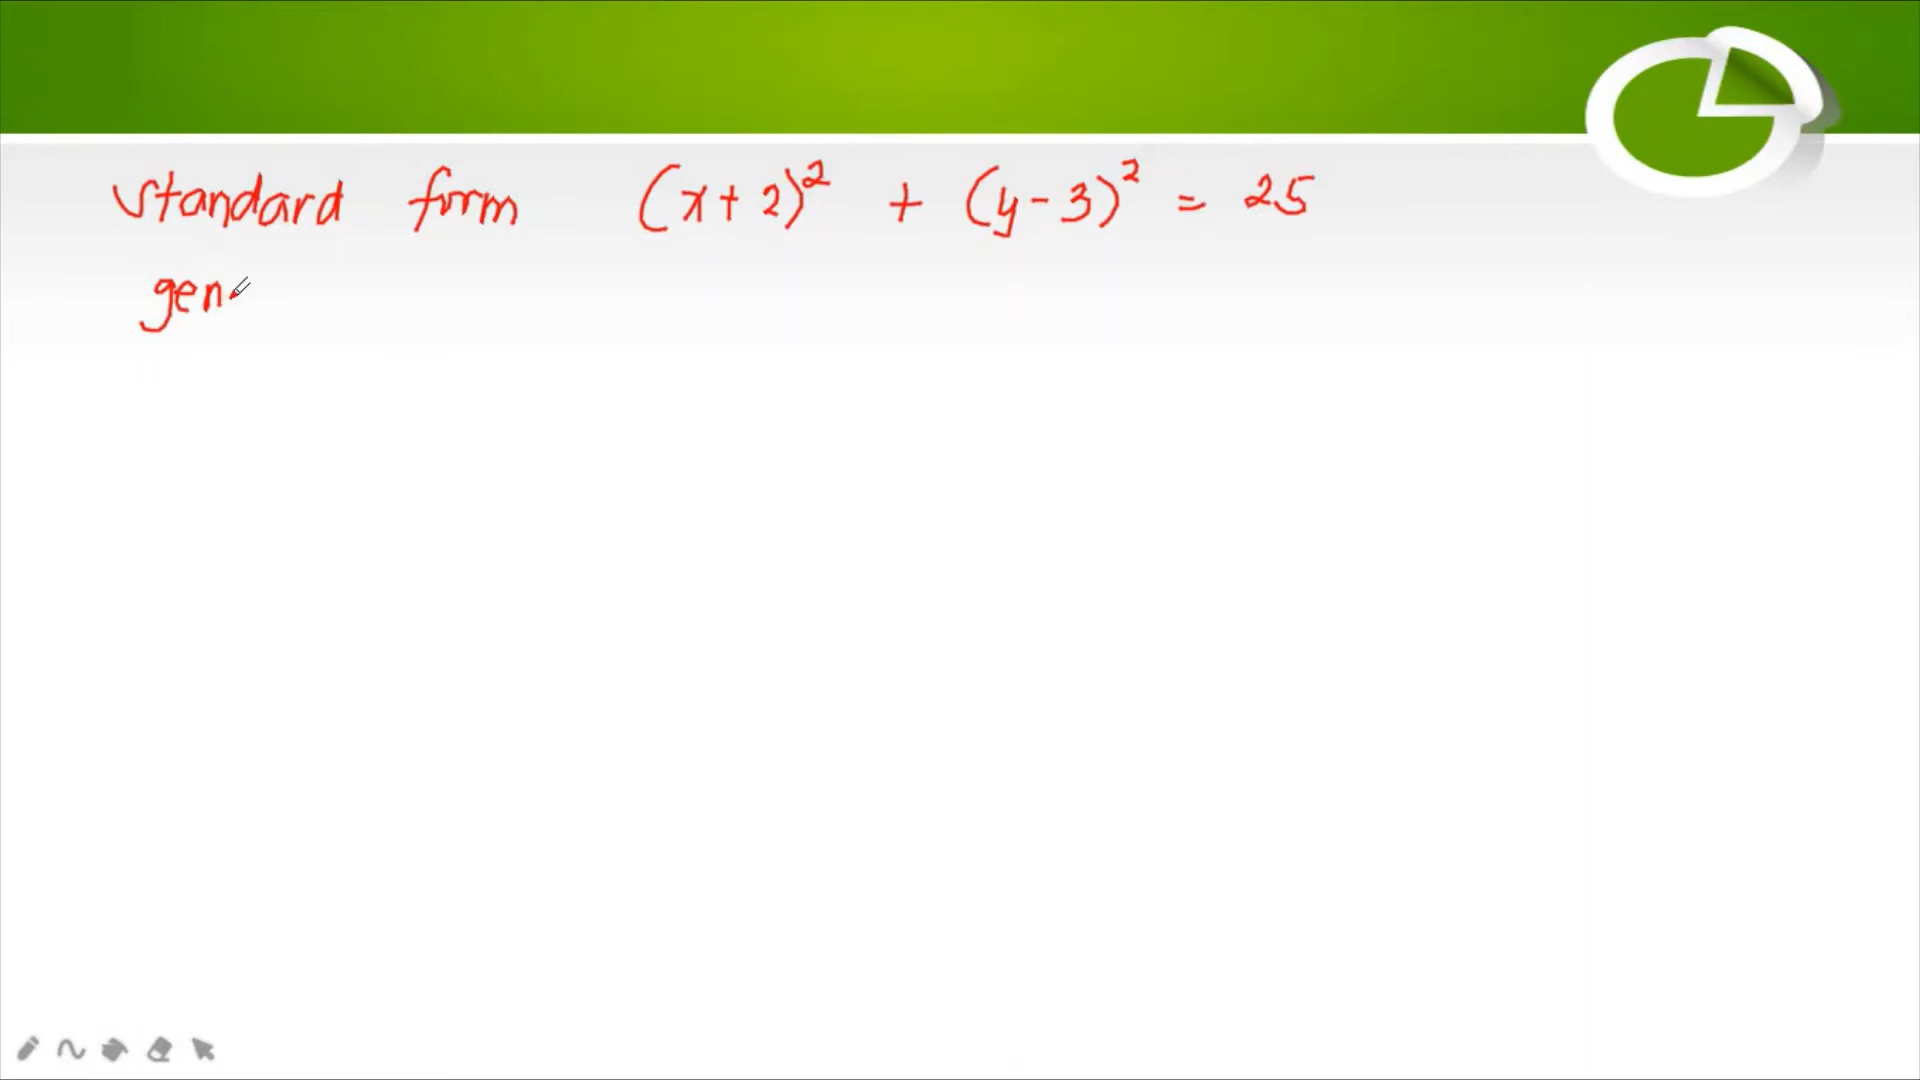 standard form (x+2)² + (y-3)² = 25
gen